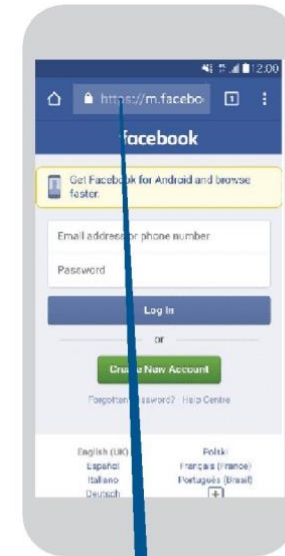 12:00
https://m.facebo
1
facebook
Get Facebook for Android and browse
faster.
Email address or phone number
Password
Log In
or
Create New Account
Forgotten password? Help Centre
English (UK) Polski
Español Français (France)
Italiano Português (Brasil)
Deutsch